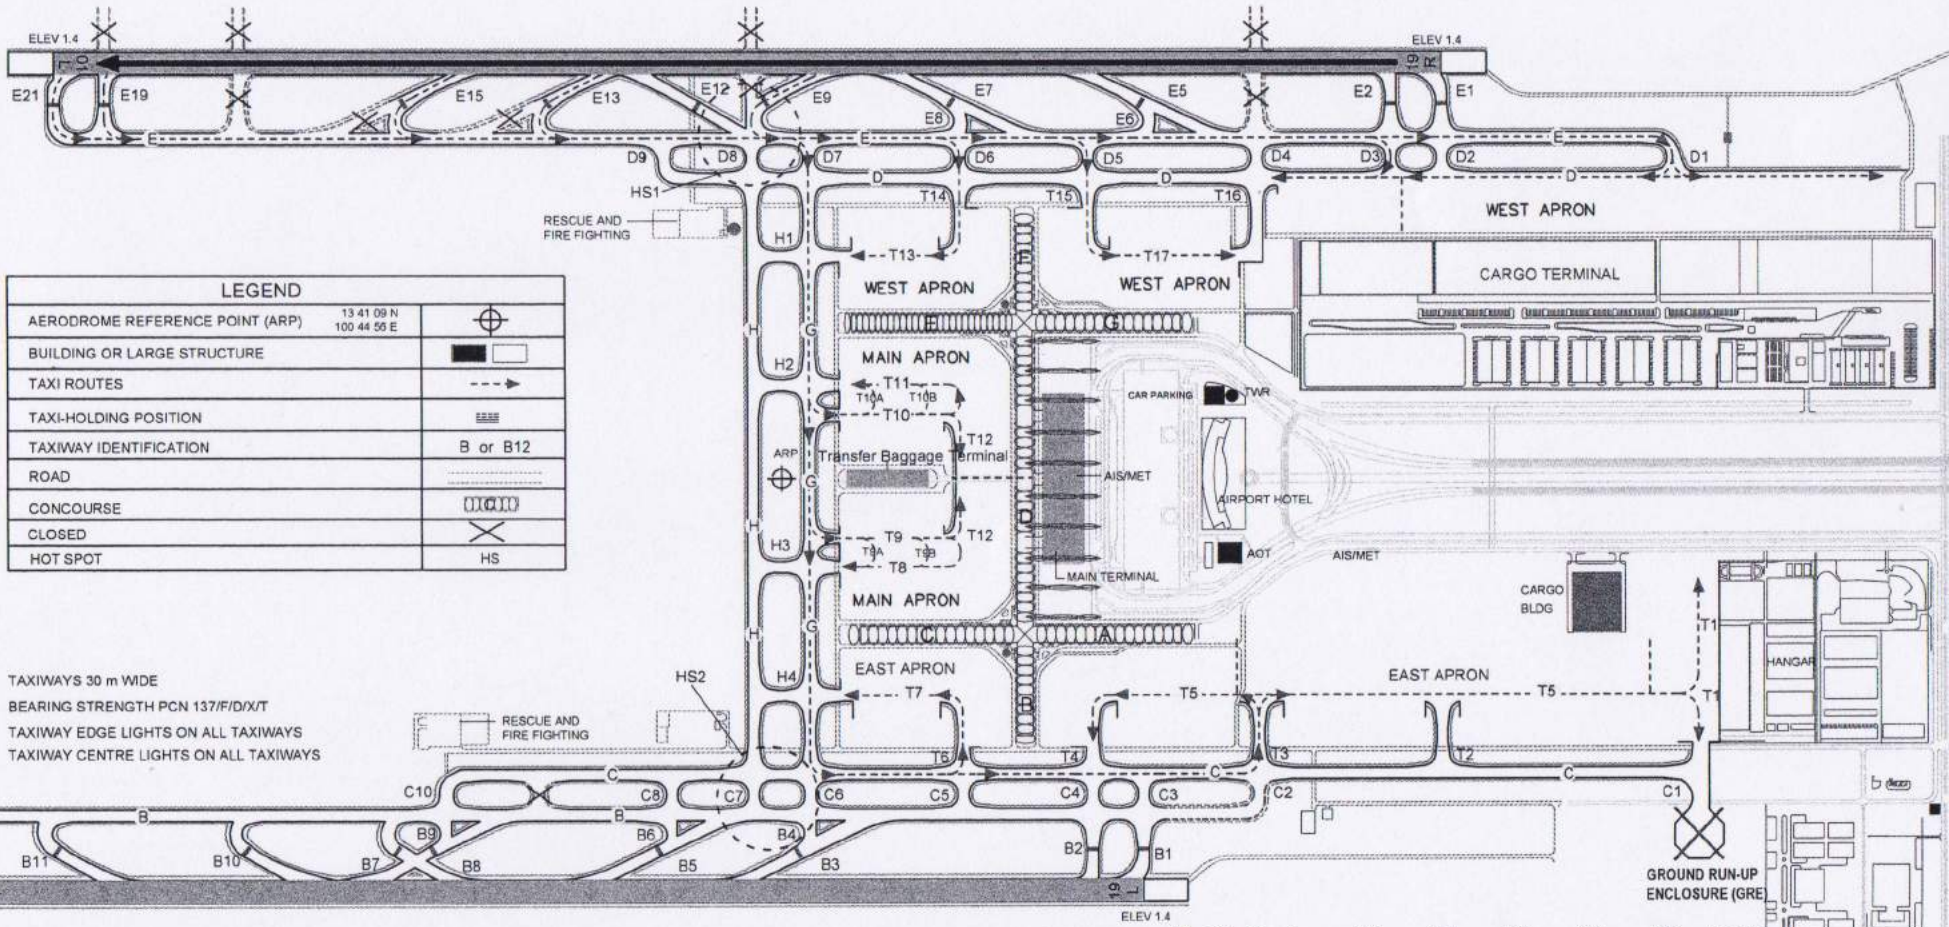 ELEV 1.4
ELEV 1.4
01
L
19
R
E21
E19
E15
E13
E12
E9
E7
E5
E2
E1
E8
E6
E
E
E
D9
D8
D7
D6
D5
D4
D3
D2
D1
D
D
D
HS1
T14
T15
T16
RESCUE AND
FIRE FIGHTING
H1
T13
T17
WEST APRON
WEST APRON
WEST APRON
CARGO TERMINAL
F
E
G
MAIN APRON
H
G
H2
T11
T10A
T10B
T10
T12
CAR PARKING
TWR
LEGEND
AERODROME REFERENCE POINT (ARP) 13 41 09 N
100 44 56 E
BUILDING OR LARGE STRUCTURE
TAXI ROUTES
TAXI-HOLDING POSITION
TAXIWAY IDENTIFICATION B or B12
ROAD
CONCOURSE C
CLOSED
HOT SPOT HS
ARP
Transfer Baggage Terminal
G
AIS/MET
AIRPORT HOTEL
D
H
H3
T9
T12
T9A
T9B
T8
MAIN TERMINAL
AOT
AIS/MET
MAIN APRON
CARGO
BLDG
H
G
C
A
T1
HANGAR
HS2
H4
EAST APRON
EAST APRON
T7
B
T5
T5
T1
TAXIWAYS 30 m WIDE
BEARING STRENGTH PCN 137/F/D/X/T
TAXIWAY EDGE LIGHTS ON ALL TAXIWAYS
TAXIWAY CENTRE LIGHTS ON ALL TAXIWAYS
RESCUE AND
FIRE FIGHTING
T6
T4
T3
T2
C
C
C
C10
C8
C7
C6
C5
C4
C3
C2
C1
B
B
B11
B10
B9
B7
B8
B6
B5
B4
B3
B2
B1
19
L
ELEV 1.4
GROUND RUN-UP
ENCLOSURE (GRE)